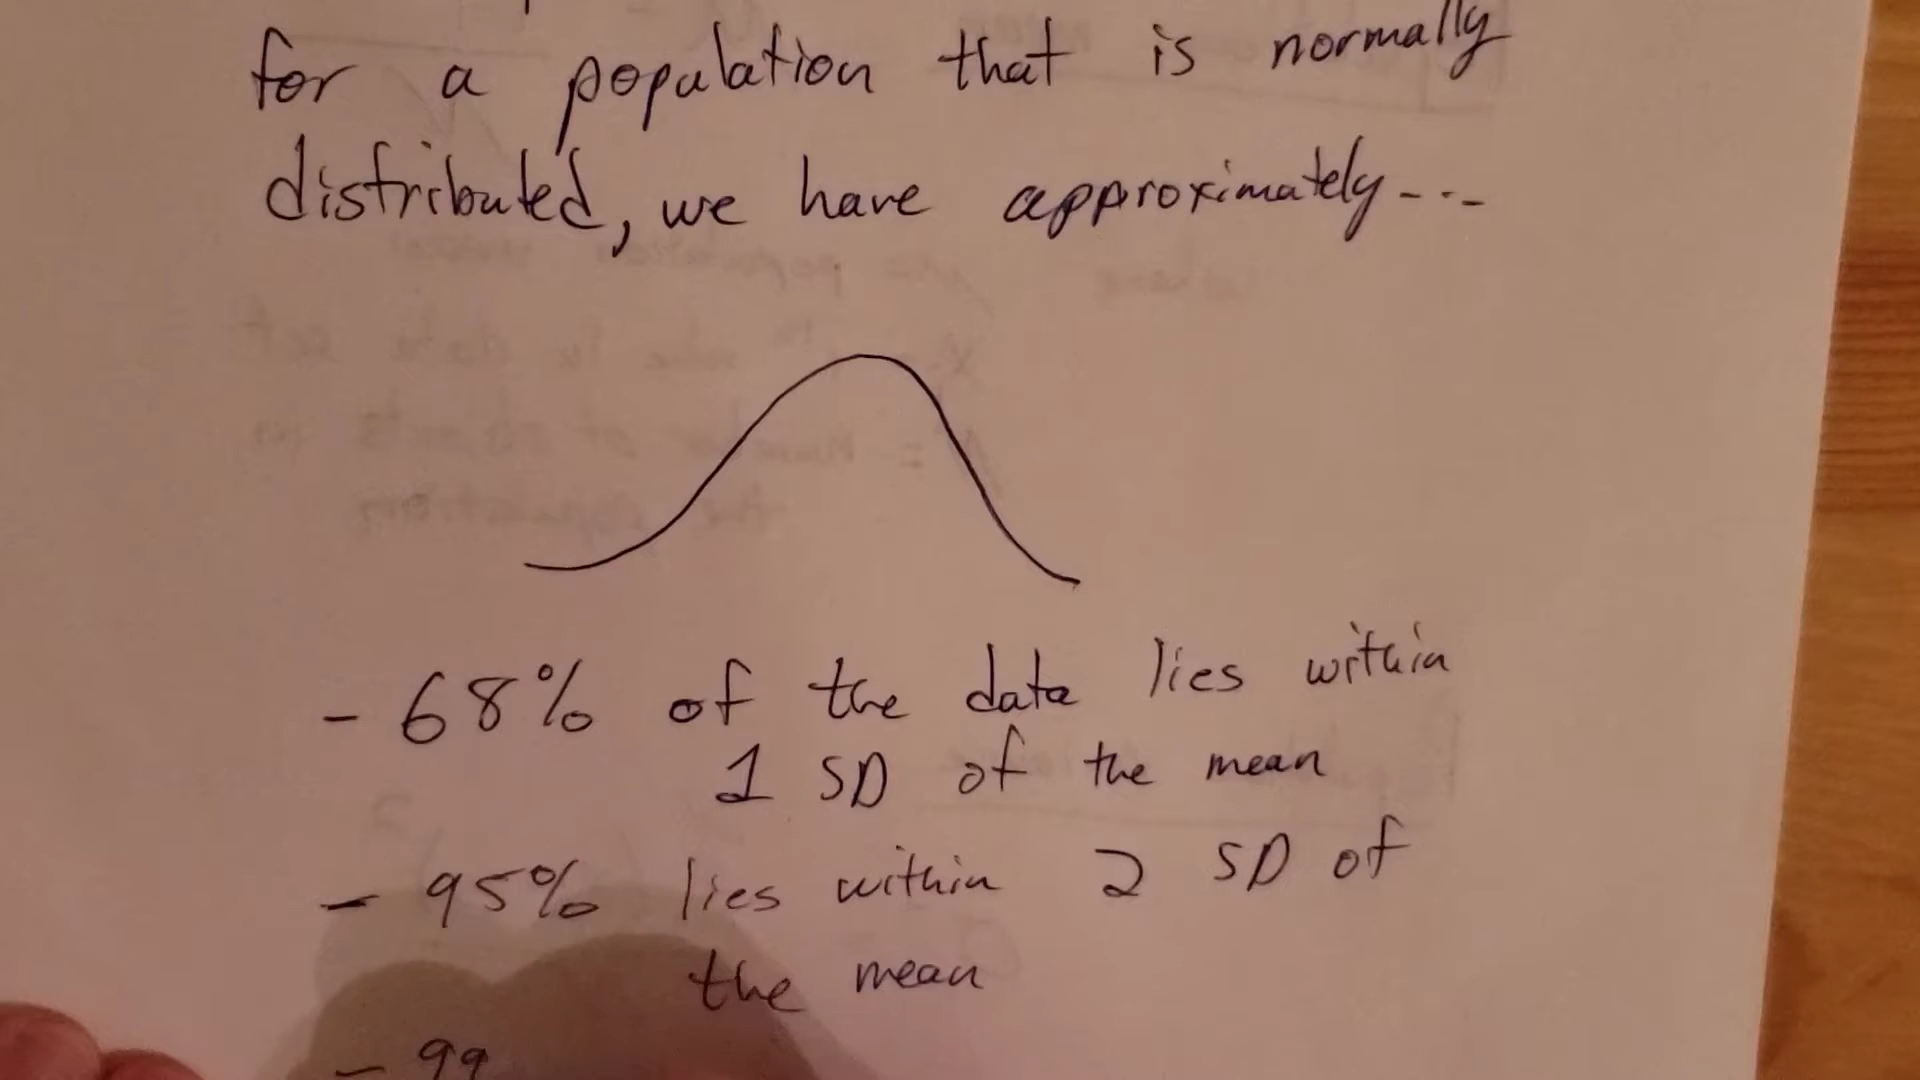 for a population that is normally
distributed, we have approximately----
- 68% of the data lies within
1 SD of the mean
- 95% lies within 2 SD of
the mean
- 99